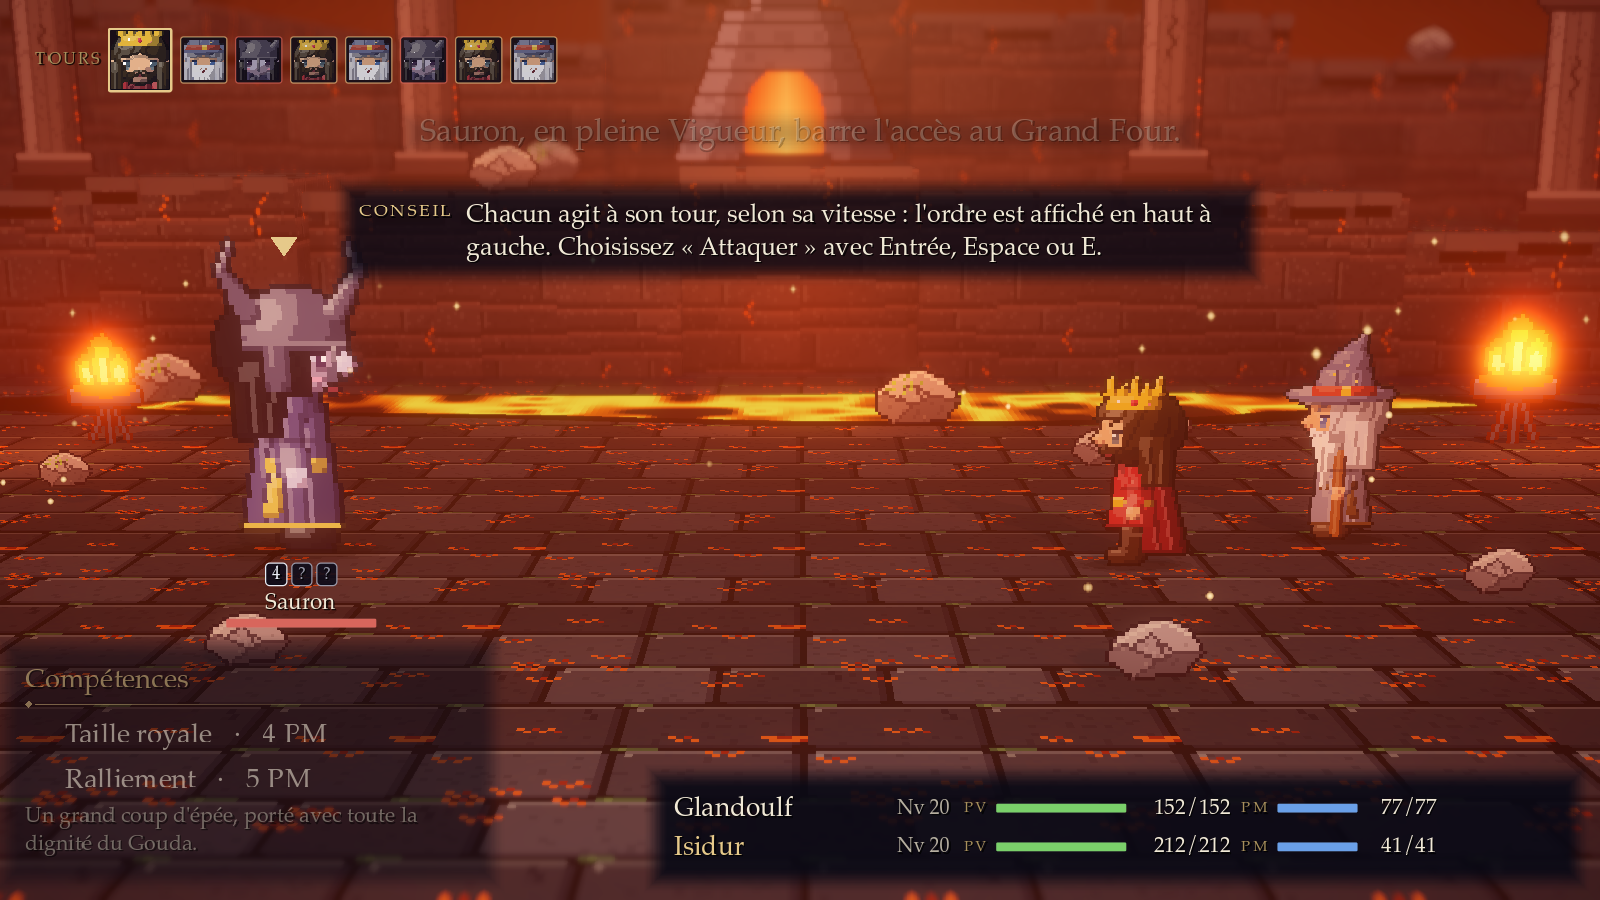 TOURS
Sauron, en pleine Vigueur, barre l'accès au Grand Four.
CONSEIL Chacun agit à son tour, selon sa vitesse : l'ordre est affiché en haut à
gauche. Choisissez « Attaquer » avec Entrée, Espace ou E.
4 ? ?
Sauron
Compétences
Taille royale · 4 PM
Ralliement · 5 PM
Un grand coup d'épée, porté avec toute la
dignité du Gouda.
Glandoulf Nv 20 PV 152/152 PM 77/77
Isidur Nv 20 PV 212/212 PM 41/41